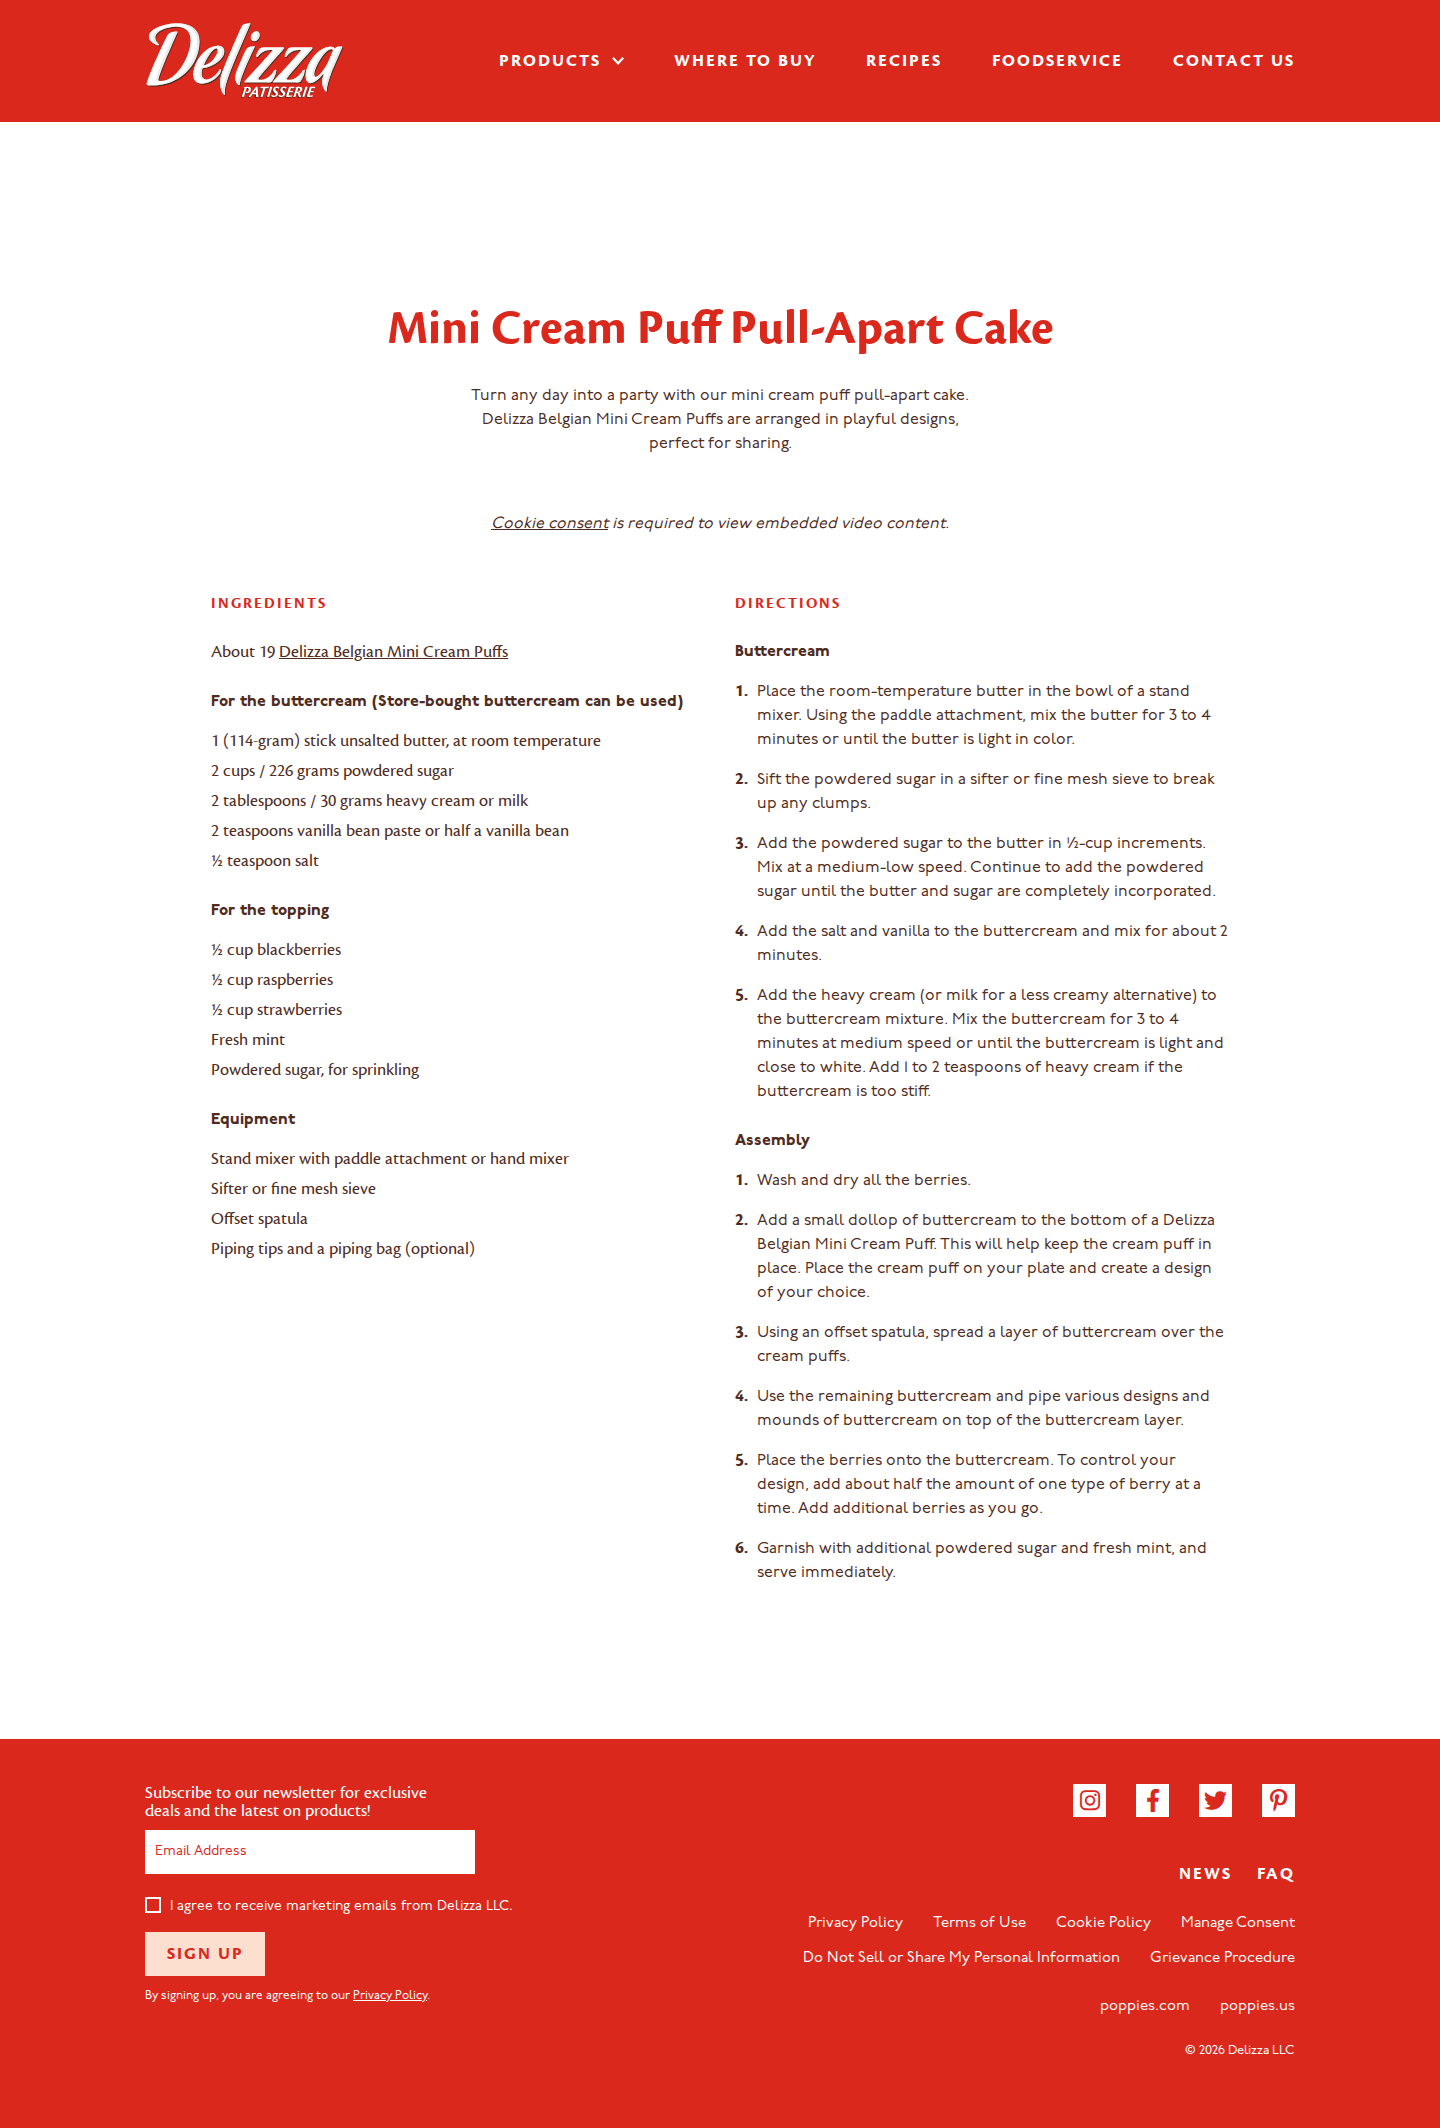 Delizza
PATISSERIE
PRODUCTS
WHERE TO BUY
RECIPES
FOODSERVICE
CONTACT US
Mini Cream Puff Pull-Apart Cake
Turn any day into a party with our mini cream puff pull-apart cake.
Delizza Belgian Mini Cream Puffs are arranged in playful designs,
perfect for sharing.
Cookie consent is required to view embedded video content.
INGREDIENTS
About 19 Delizza Belgian Mini Cream Puffs
For the buttercream (Store-bought buttercream can be used)
1 (114-gram) stick unsalted butter, at room temperature
2 cups / 226 grams powdered sugar
2 tablespoons / 30 grams heavy cream or milk
2 teaspoons vanilla bean paste or half a vanilla bean
½ teaspoon salt
For the topping
½ cup blackberries
½ cup raspberries
½ cup strawberries
Fresh mint
Powdered sugar, for sprinkling
Equipment
Stand mixer with paddle attachment or hand mixer
Sifter or fine mesh sieve
Offset spatula
Piping tips and a piping bag (optional)
DIRECTIONS
Buttercream
1. Place the room-temperature butter in the bowl of a stand
mixer. Using the paddle attachment, mix the butter for 3 to 4
minutes or until the butter is light in color.
2. Sift the powdered sugar in a sifter or fine mesh sieve to break
up any clumps.
3. Add the powdered sugar to the butter in ½-cup increments.
Mix at a medium-low speed. Continue to add the powdered
sugar until the butter and sugar are completely incorporated.
4. Add the salt and vanilla to the buttercream and mix for about 2
minutes.
5. Add the heavy cream (or milk for a less creamy alternative) to
the buttercream mixture. Mix the buttercream for 3 to 4
minutes at medium speed or until the buttercream is light and
close to white. Add 1 to 2 teaspoons of heavy cream if the
buttercream is too stiff.
Assembly
1. Wash and dry all the berries.
2. Add a small dollop of buttercream to the bottom of a Delizza
Belgian Mini Cream Puff. This will help keep the cream puff in
place. Place the cream puff on your plate and create a design
of your choice.
3. Using an offset spatula, spread a layer of buttercream over the
cream puffs.
4. Use the remaining buttercream and pipe various designs and
mounds of buttercream on top of the buttercream layer.
5. Place the berries onto the buttercream. To control your
design, add about half the amount of one type of berry at a
time. Add additional berries as you go.
6. Garnish with additional powdered sugar and fresh mint, and
serve immediately.
Subscribe to our newsletter for exclusive
deals and the latest on products!
Email Address
I agree to receive marketing emails from Delizza LLC.
SIGN UP
By signing up, you are agreeing to our Privacy Policy.
NEWS
FAQ
Privacy Policy
Terms of Use
Cookie Policy
Manage Consent
Do Not Sell or Share My Personal Information
Grievance Procedure
poppies.com
poppies.us
© 2026 Delizza LLC